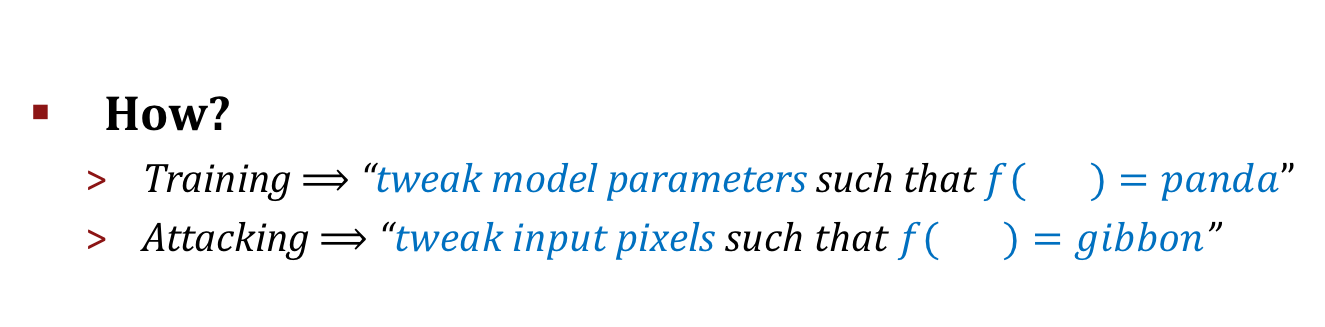 ▪ How?
> Training ⟹ “tweak model parameters such that f( ) = panda”
> Attacking ⟹ “tweak input pixels such that f( ) = gibbon”